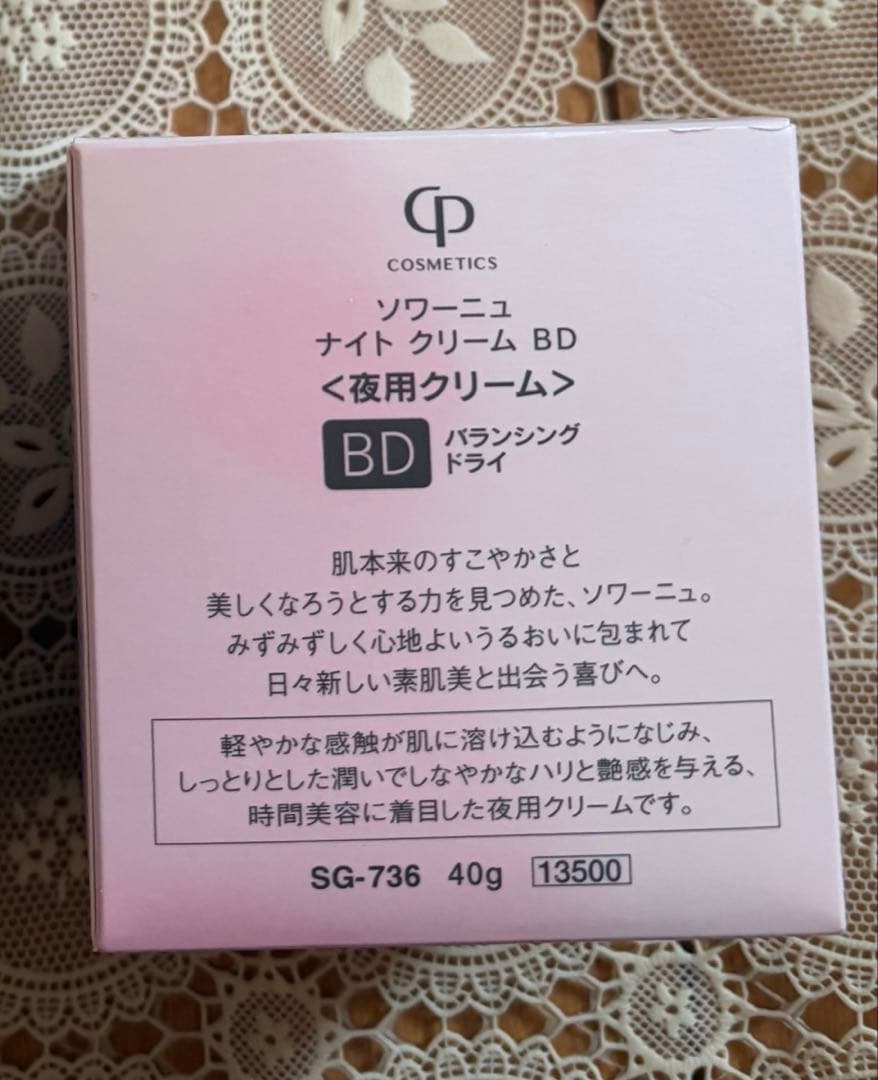 Cp
COSMETICS
ソワーニュ
ナイト クリーム BD
<夜用クリーム>
BD バランシング
ドライ
肌本来のすこやかさと
美しくなろうとする力を見つめた、ソワーニュ。
みずみずしく心地よいうるおいに包まれて
日々新しい素肌美と出会う喜びへ。
軽やかな感触が肌に溶け込むようになじみ、
しっとりとした潤いでしなやかなハリと艶感を与える、
時間美容に着目した夜用クリームです。
SG-736 40g 13500